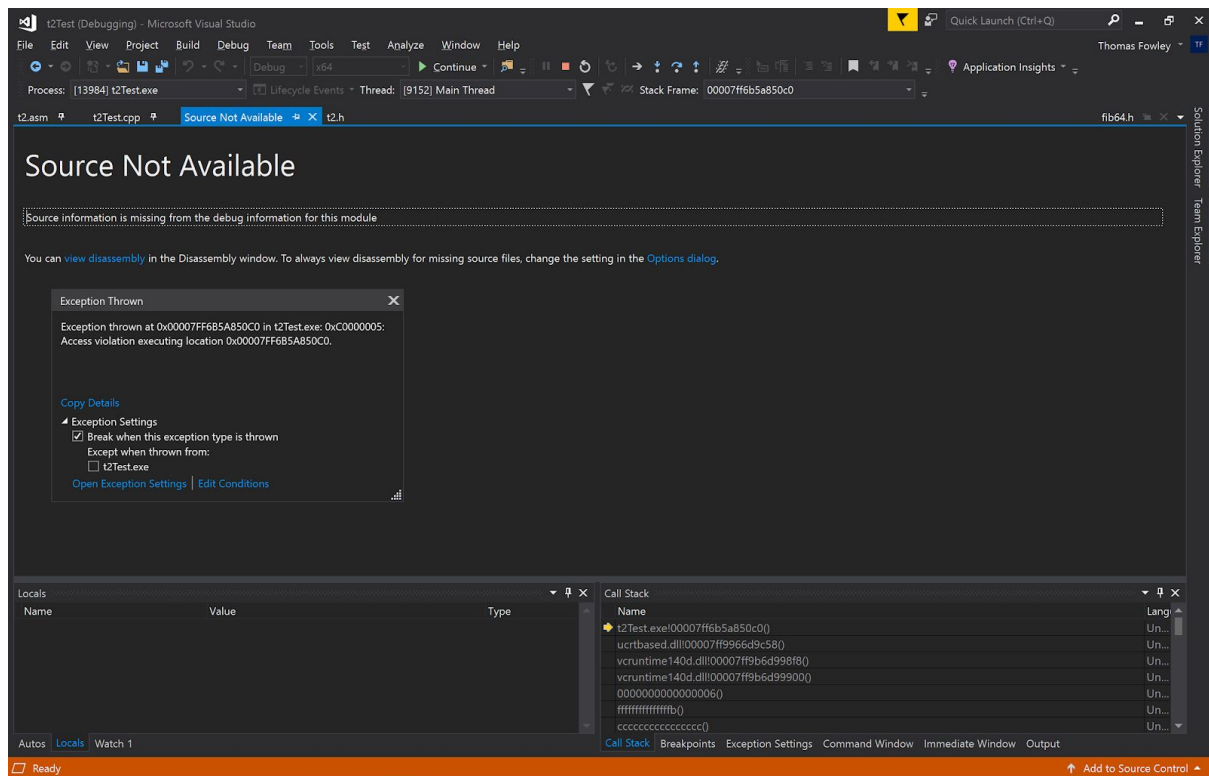 t2Test (Debugging) - Microsoft Visual Studio
Quick Launch (Ctrl+Q)
File Edit View Project Build Debug Team Tools Test Analyze Window Help
Thomas Fowley TF
Debug x64 Continue Application Insights
Process: [13984] t2Test.exe Lifecycle Events Thread: [9152] Main Thread Stack Frame: 00007ff6b5a850c0
t2.asm t2Test.cpp Source Not Available t2.h fib64.h
Solution Explorer
Team Explorer
Source Not Available
Source information is missing from the debug information for this module
You can view disassembly in the Disassembly window. To always view disassembly for missing source files, change the setting in the Options dialog.
Exception Thrown
Exception thrown at 0x00007FF6B5A850C0 in t2Test.exe: 0xC0000005:
Access violation executing location 0x00007FF6B5A850C0.
Copy Details
Exception Settings
Break when this exception type is thrown
Except when thrown from:
t2Test.exe
Open Exception Settings | Edit Conditions
Locals
Name Value Type
Call Stack
Name Lang
t2Test.exe!00007ff6b5a850c0() Un...
ucrtbased.dll!00007ff9966d9c58() Un...
vcruntime140d.dll!00007ff9b6d998f8() Un...
vcruntime140d.dll!00007ff9b6d99900() Un...
0000000000000006() Un...
fffffffffffffffb() Un...
cccccccccccccccc() Un...
Autos Locals Watch 1
Call Stack Breakpoints Exception Settings Command Window Immediate Window Output
Ready
Add to Source Control